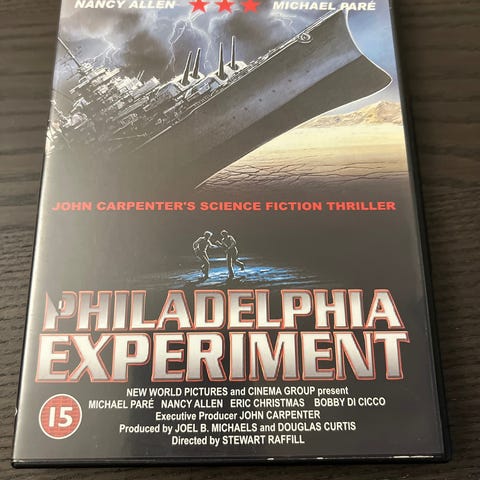 NANCY ALLEN ★★★ MICHAEL PARÉ
JOHN CARPENTER'S SCIENCE FICTION THRILLER
PHILADELPHIA
EXPERIMENT
NEW WORLD PICTURES and CINEMA GROUP present
MICHAEL PARÉ NANCY ALLEN ERIC CHRISTMAS BOBBY DI CICCO
Executive Producer JOHN CARPENTER
Produced by JOEL B. MICHAELS and DOUGLAS CURTIS
Directed by STEWART RAFFILL
15